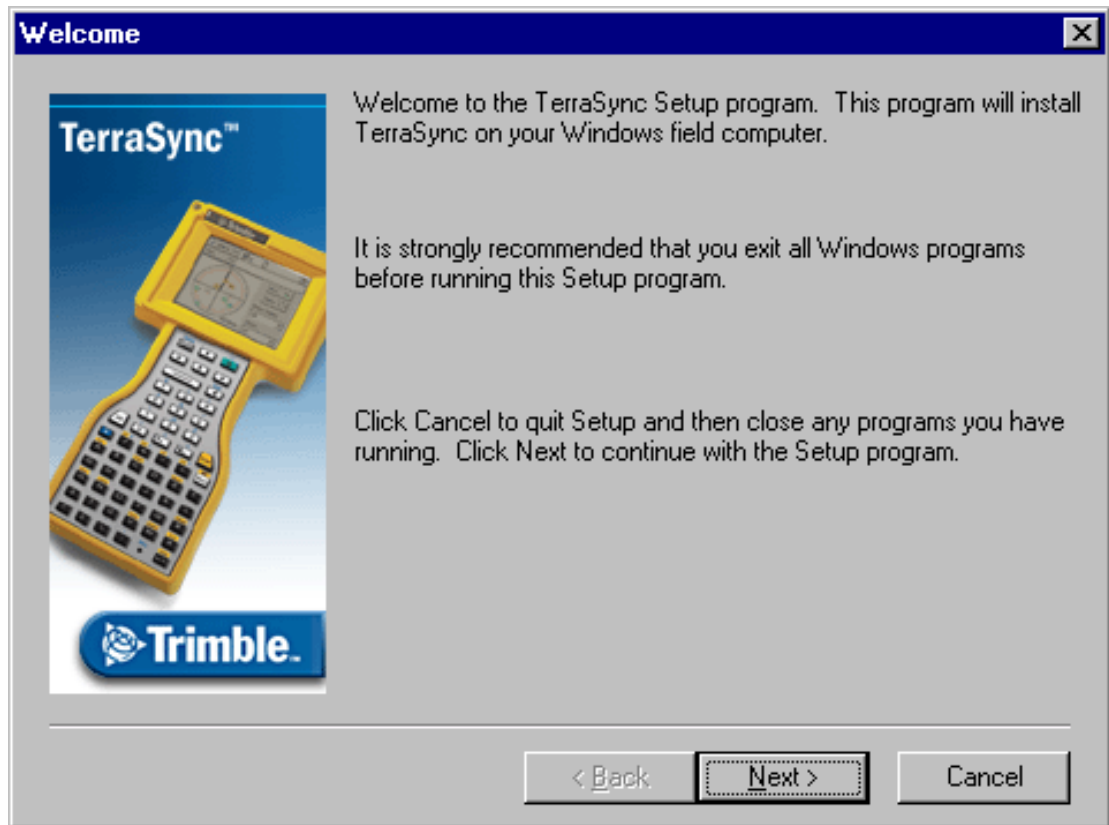 Welcome
TerraSync™
Welcome to the TerraSync Setup program.  This program will install
TerraSync on your Windows field computer.
It is strongly recommended that you exit all Windows programs
before running this Setup program.
Click Cancel to quit Setup and then close any programs you have
running.  Click Next to continue with the Setup program.
Trimble™
< Back
Next >
Cancel